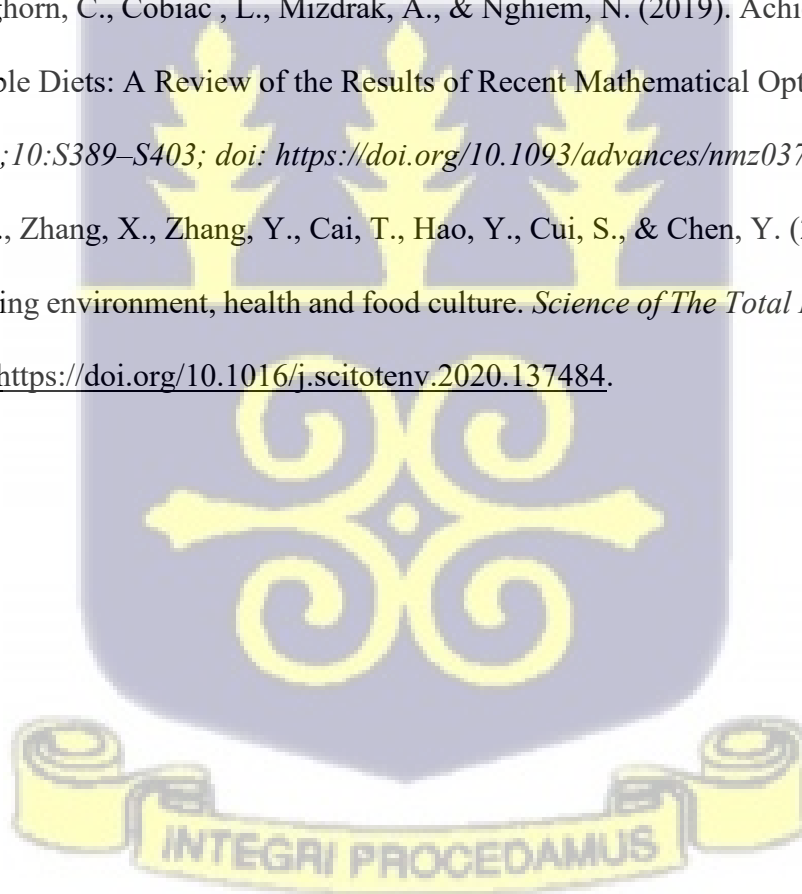 ghorn, C., Cobiac , L., Mizdrak, A., & Nghiem, N. (2019). Achi
ble Diets: A Review of the Results of Recent Mathematical Opt
;10:S389–S403; doi: https://doi.org/10.1093/advances/nmz037
., Zhang, X., Zhang, Y., Cai, T., Hao, Y., Cui, S., & Chen, Y. (
ing environment, health and food culture. Science of The Total
https://doi.org/10.1016/j.scitotenv.2020.137484.
INTEGRI PROCEDAMUS